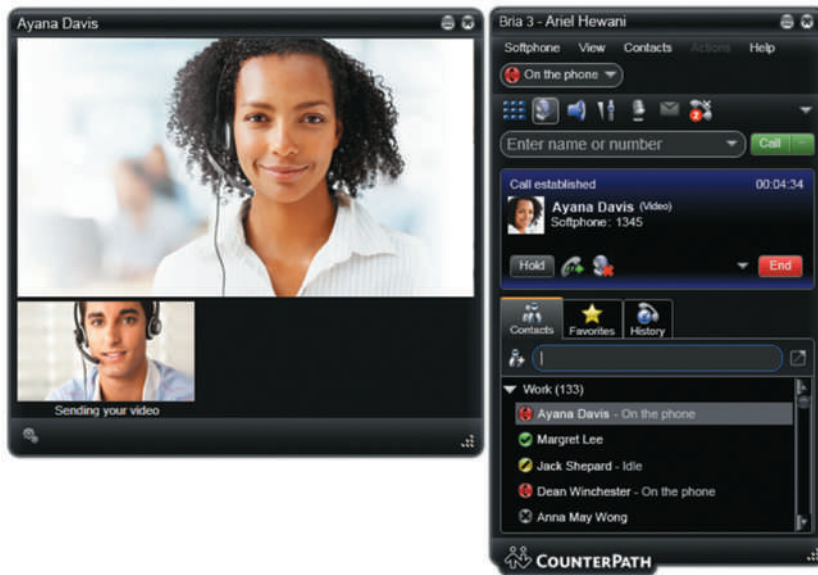 Ayana Davis
Sending your video
Bria 3 - Ariel Hewani
Softphone View Contacts Actions Help
On the phone
Enter name or number Call
Call established 00:04:34
Ayana Davis (Video)
Softphone: 1345
Hold End
Contacts Favorites History
Work (133)
Ayana Davis - On the phone
Margret Lee
Jack Shepard - Idle
Dean Winchester - On the phone
Anna May Wong
COUNTERPATH